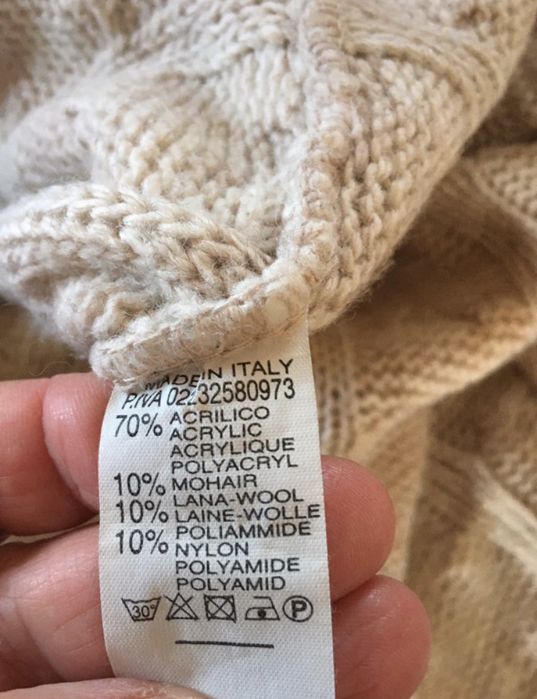 MADE IN ITALY
P.IVA 02232580973
70% ACRILICO
ACRYLIC
ACRYLIQUE
POLYACRYL
10% MOHAIR
10% LANA-WOOL
LAINE-WOLLE
10% POLIAMMIDE
NYLON
POLYAMIDE
POLYAMID
30° P